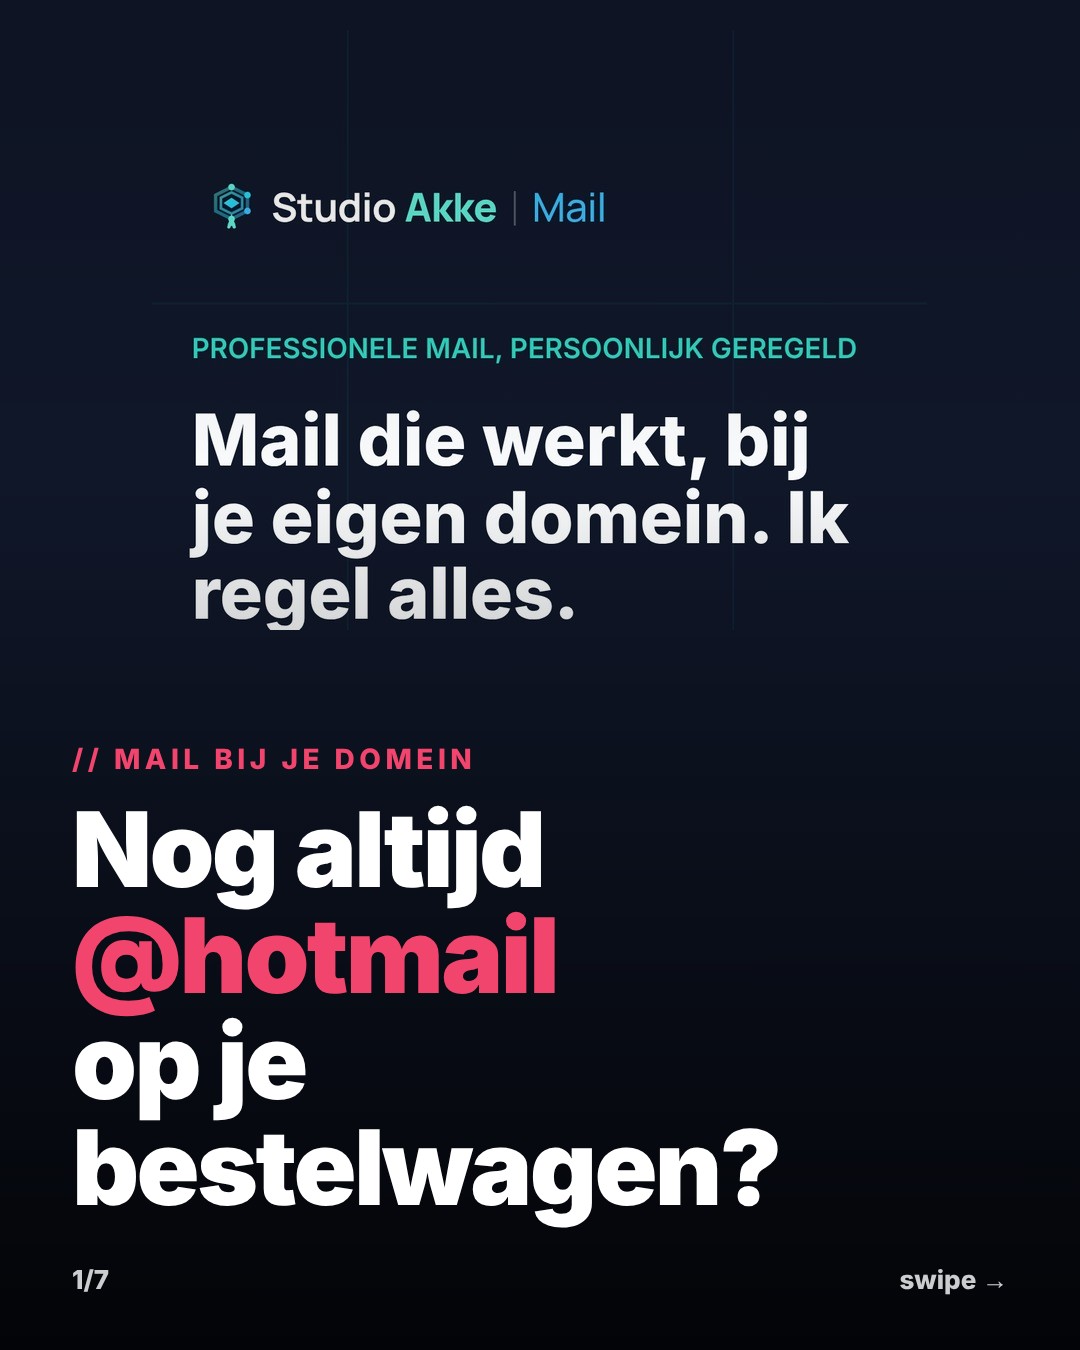 Studio Akke | Mail
PROFESSIONELE MAIL, PERSOONLIJK GEREGELD
Mail die werkt, bij
je eigen domein. Ik
regel alles.
// MAIL BIJ JE DOMEIN
Nog altijd
@hotmail
op je
bestelwagen?
1/7
swipe →